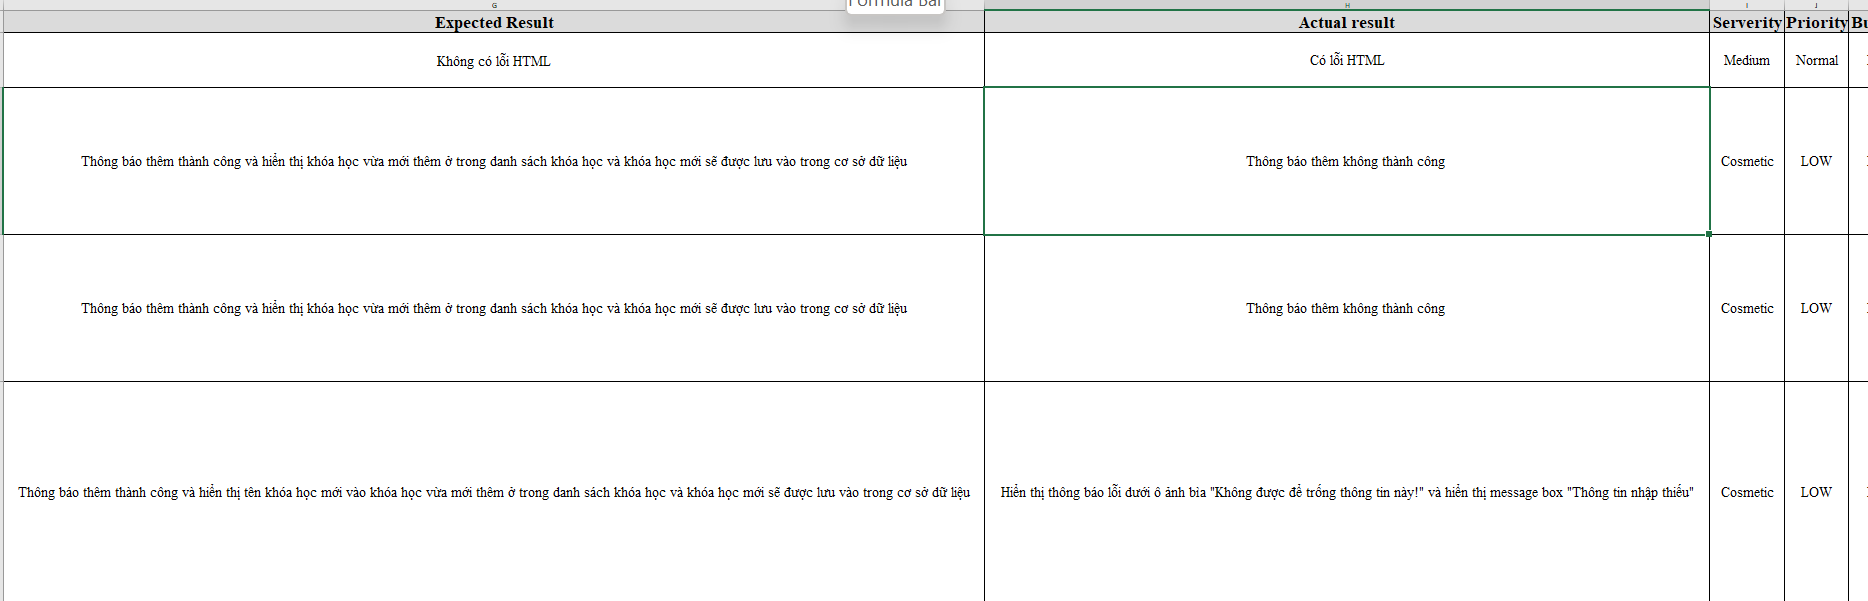 G H I J
Formula Bar
Expected Result Actual result Serverity Priority
Không có lỗi HTML Có lỗi HTML Medium Normal
Thông báo thêm thành công và hiển thị khóa học vừa mới thêm ở trong danh sách khóa học và khóa học mới sẽ được lưu vào trong cơ sở dữ liệu Thông báo thêm không thành công Cosmetic LOW
Thông báo thêm thành công và hiển thị khóa học vừa mới thêm ở trong danh sách khóa học và khóa học mới sẽ được lưu vào trong cơ sở dữ liệu Thông báo thêm không thành công Cosmetic LOW
Thông báo thêm thành công và hiển thị tên khóa học mới vào khóa học vừa mới thêm ở trong danh sách khóa học và khóa học mới sẽ được lưu vào trong cơ sở dữ liệu Hiển thị thông báo lỗi dưới ô ảnh bìa "Không được để trống thông tin này!" và hiển thị message box "Thông tin nhập thiếu" Cosmetic LOW